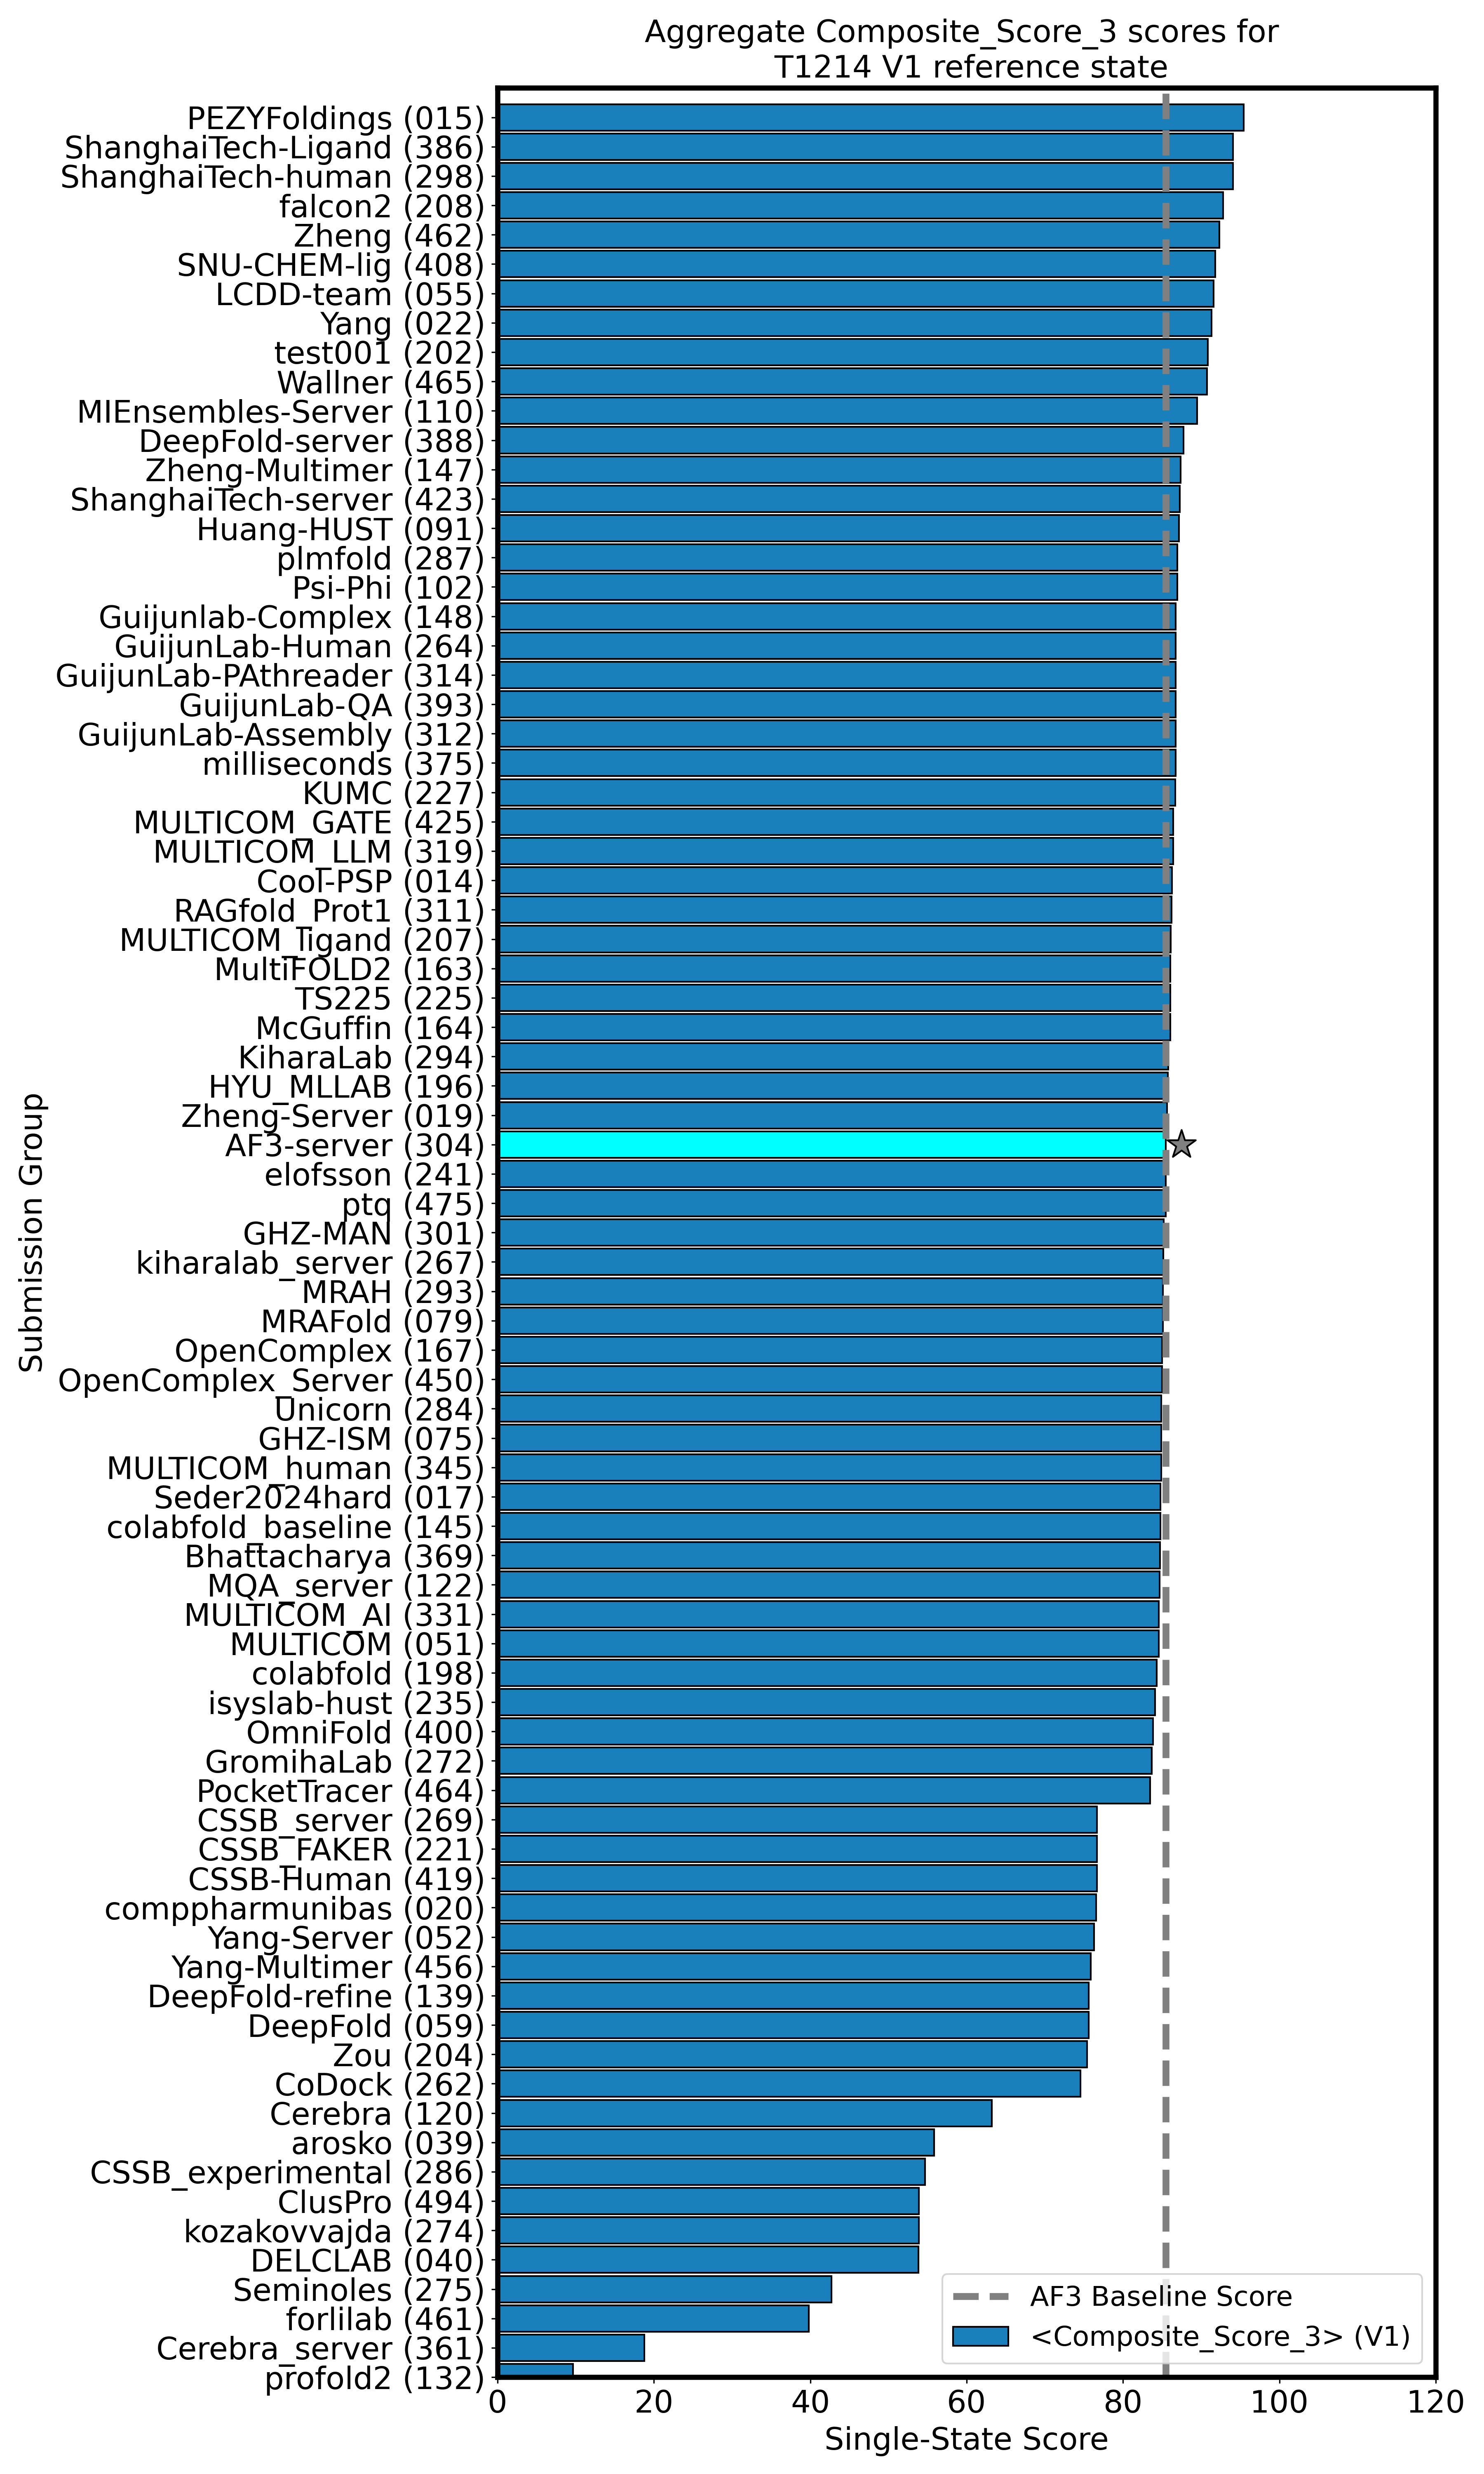 Aggregate Composite_Score_3 scores for
T1214 V1 reference state
PEZYFoldings (015)
ShanghaiTech-Ligand (386)
ShanghaiTech-human (298)
falcon2 (208)
Zheng (462)
SNU-CHEM-lig (408)
LCDD-team (055)
Yang (022)
test001 (202)
Wallner (465)
MIEnsembles-Server (110)
DeepFold-server (388)
Zheng-Multimer (147)
ShanghaiTech-server (423)
Huang-HUST (091)
plmfold (287)
Psi-Phi (102)
Guijunlab-Complex (148)
GuijunLab-Human (264)
GuijunLab-PAthreader (314)
GuijunLab-QA (393)
GuijunLab-Assembly (312)
milliseconds (375)
KUMC (227)
MULTICOM_GATE (425)
MULTICOM_LLM (319)
Cool-PSP (014)
RAGfold_Prot1 (311)
MULTICOM_ligand (207)
MultiFOLD2 (163)
TS225 (225)
McGuffin (164)
KiharaLab (294)
HYU_MLLAB (196)
Zheng-Server (019)
AF3-server (304)
elofsson (241)
ptq (475)
GHZ-MAN (301)
kiharalab_server (267)
MRAH (293)
MRAFold (079)
OpenComplex (167)
OpenComplex_Server (450)
Unicorn (284)
GHZ-ISM (075)
MULTICOM_human (345)
Seder2024hard (017)
colabfold_baseline (145)
Bhattacharya (369)
MQA_server (122)
MULTICOM_AI (331)
MULTICOM (051)
colabfold (198)
isyslab-hust (235)
OmniFold (400)
GromihaLab (272)
PocketTracer (464)
CSSB_server (269)
CSSB_FAKER (221)
CSSB-Human (419)
comppharmunibas (020)
Yang-Server (052)
Yang-Multimer (456)
DeepFold-refine (139)
DeepFold (059)
Zou (204)
CoDock (262)
Cerebra (120)
arosko (039)
CSSB_experimental (286)
ClusPro (494)
kozakovvajda (274)
DELCLAB (040)
Seminoles (275)
forlilab (461)
Cerebra_server (361)
profold2 (132)
Submission Group
AF3 Baseline Score
<Composite_Score_3> (V1)
0 20 40 60 80 100 120
Single-State Score